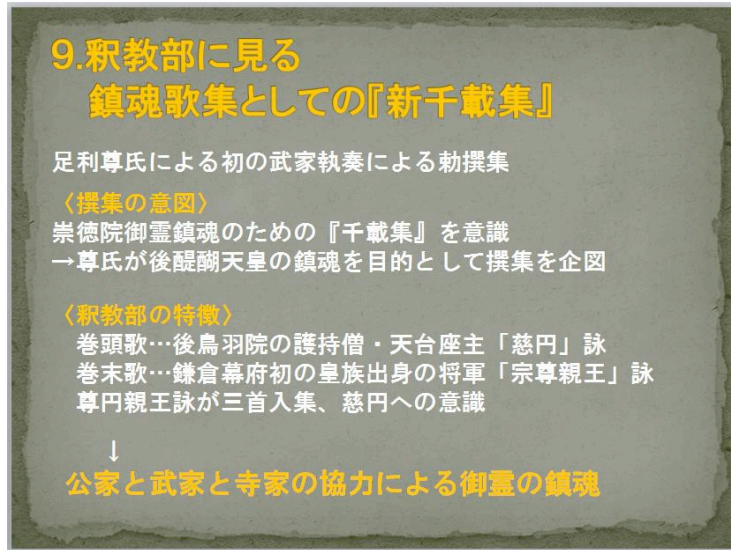 9.釈教部に見る
鎮魂歌集としての『新千載集』
足利尊氏による初の武家執奏による勅撰集
〈撰集の意図〉
崇徳院御霊鎮魂のための『千載集』を意識
→尊氏が後醍醐天皇の鎮魂を目的として撰集を企図
〈釈教部の特徴〉
巻頭歌…後鳥羽院の護持僧・天台座主「慈円」詠
巻末歌…鎌倉幕府初の皇族出身の将軍「宗尊親王」詠
尊円親王詠が三首入集、慈円への意識
↓
公家と武家と寺家の協力による御霊の鎮魂